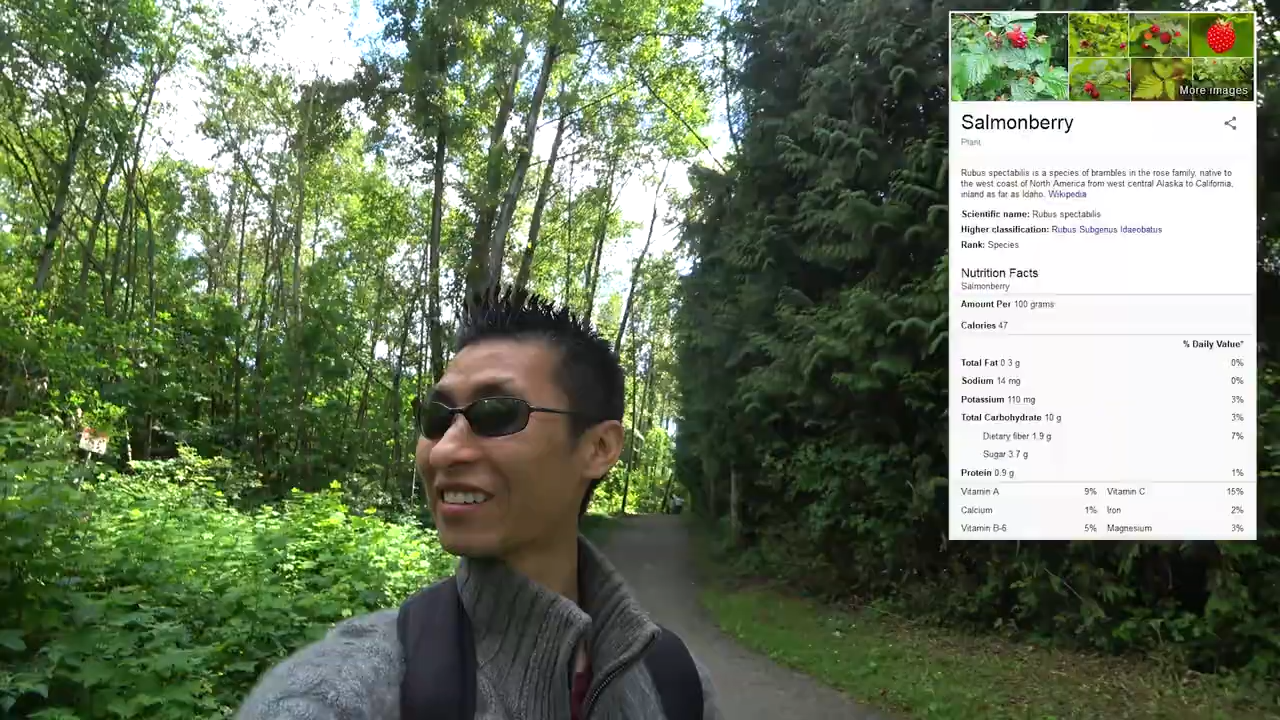 More images
Salmonberry
Plant
Rubus spectabilis is a species of brambles in the rose family, native to
the west coast of North America from west central Alaska to California,
inland as far as Idaho. Wikipedia
Scientific name: Rubus spectabilis
Higher classification: Rubus Subgenus Idaeobatus
Rank: Species
Nutrition Facts
Salmonberry
Amount Per 100 grams
Calories 47
% Daily Value*
Total Fat 0.3 g 0%
Sodium 14 mg 0%
Potassium 110 mg 3%
Total Carbohydrate 10 g 3%
Dietary fiber 1.9 g 7%
Sugar 3.7 g
Protein 0.9 g 1%
Vitamin A 9% Vitamin C 15%
Calcium 1% Iron 2%
Vitamin B-6 5% Magnesium 3%